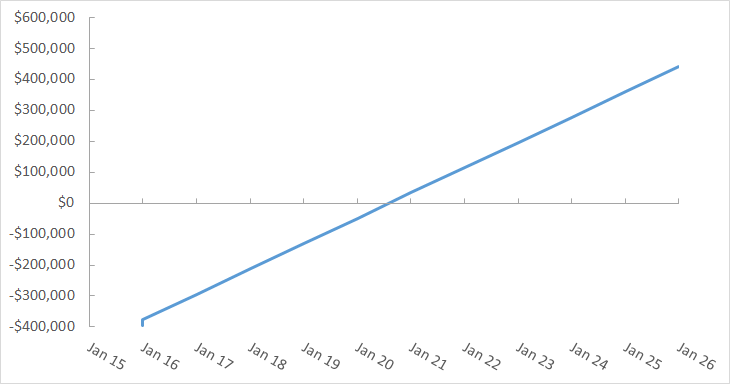 $600,000
$500,000
$400,000
$300,000
$200,000
$100,000
$0
-$100,000
-$200,000
-$300,000
-$400,000
Jan 15
Jan 16
Jan 17
Jan 18
Jan 19
Jan 20
Jan 21
Jan 22
Jan 23
Jan 24
Jan 25
Jan 26